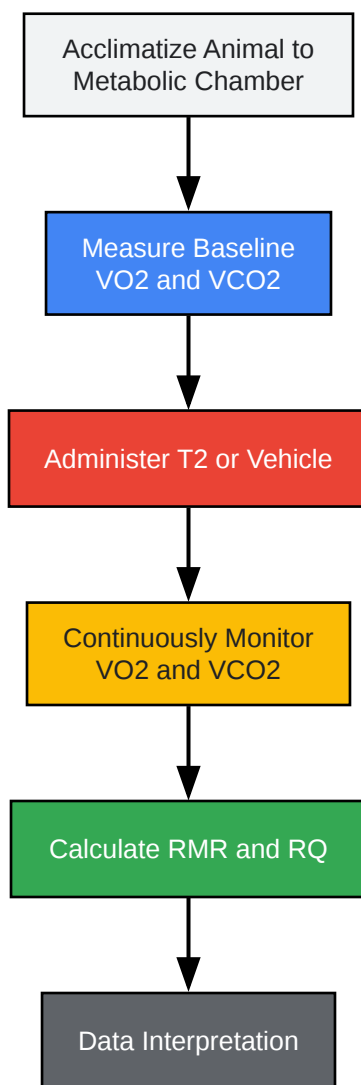 Acclimatize Animal to
Metabolic Chamber
Measure Baseline
VO2 and VCO2
Administer T2 or Vehicle
Continuously Monitor
VO2 and VCO2
Calculate RMR and RQ
Data Interpretation